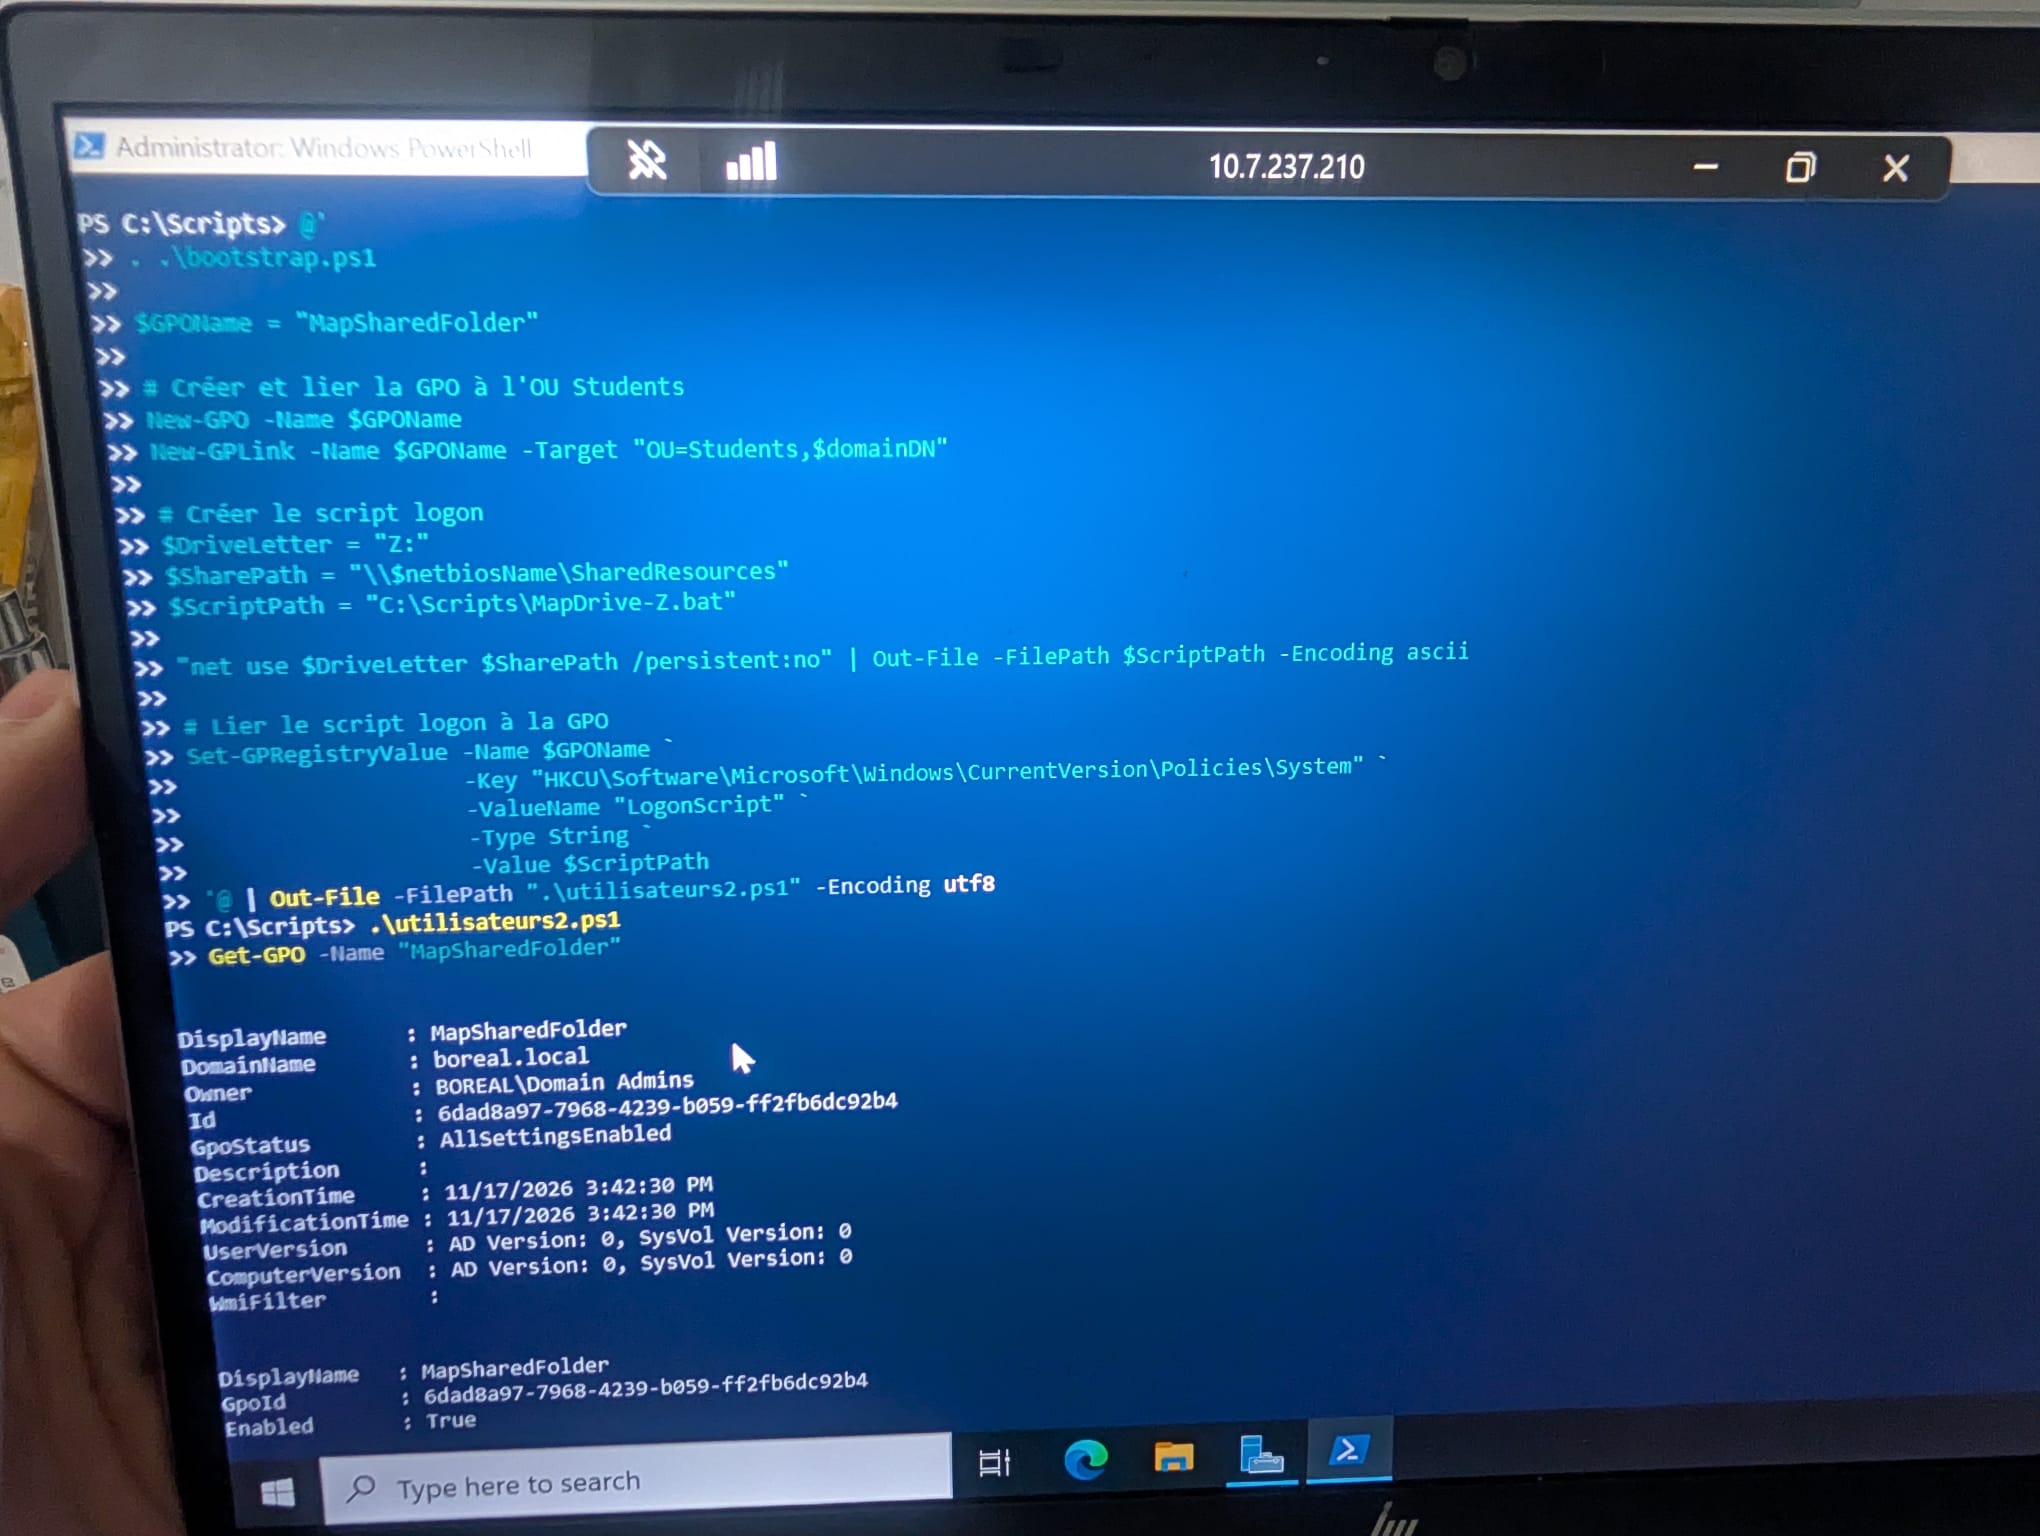 Administrator: Windows PowerShell
10.7.237.210
PS C:\Scripts> @'
>> . .\bootstrap.ps1
>>
>> $GPOName = "MapSharedFolder"
>>
>> # Créer et lier la GPO à l'OU Students
>> New-GPO -Name $GPOName
>> New-GPLink -Name $GPOName -Target "OU=Students,$domainDN"
>>
>> # Créer le script logon
>> $DriveLetter = "Z:"
>> $SharePath = "\\$netbiosName\SharedResources"
>> $ScriptPath = "C:\Scripts\MapDrive-Z.bat"
>>
>> "net use $DriveLetter $SharePath /persistent:no" | Out-File -FilePath $ScriptPath -Encoding ascii
>>
>> # Lier le script logon à la GPO
>> Set-GPRegistryValue -Name $GPOName `
>> -Key "HKCU\Software\Microsoft\Windows\CurrentVersion\Policies\System" `
>> -ValueName "LogonScript" `
>> -Type String `
>> -Value $ScriptPath
>> '@ | Out-File -FilePath ".\utilisateurs2.ps1" -Encoding utf8
PS C:\Scripts> .\utilisateurs2.ps1
>> Get-GPO -Name "MapSharedFolder"
DisplayName : MapSharedFolder
DomainName : boreal.local
Owner : BOREAL\Domain Admins
Id : 6dad8a97-7968-4239-b059-ff2fb6dc92b4
GpoStatus : AllSettingsEnabled
Description :
CreationTime : 11/17/2026 3:42:30 PM
ModificationTime : 11/17/2026 3:42:30 PM
UserVersion : AD Version: 0, SysVol Version: 0
ComputerVersion : AD Version: 0, SysVol Version: 0
WmiFilter :
DisplayName : MapSharedFolder
GpoId : 6dad8a97-7968-4239-b059-ff2fb6dc92b4
Enabled : True
Type here to search
hp